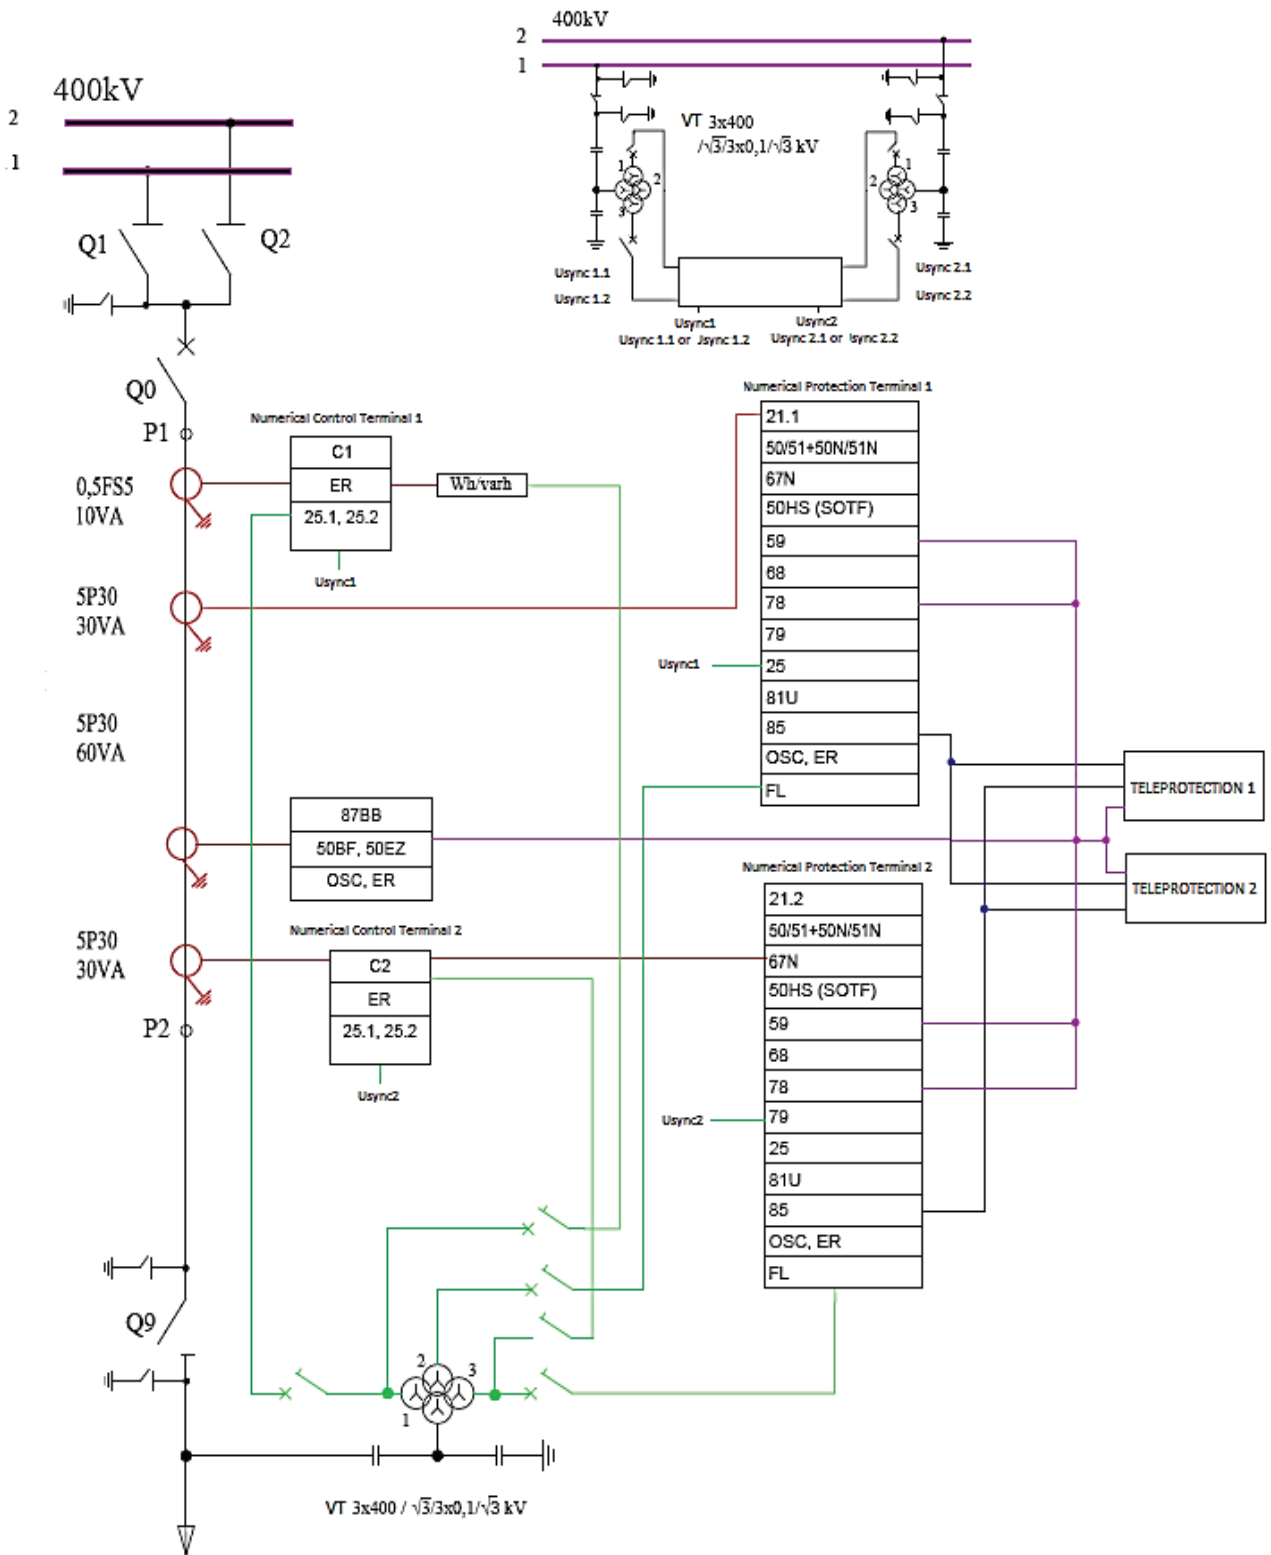 400kV
2
1
400kV
2
1
VT 3x400
/√3/3x0,1/√3 kV
1
2
3
1
2
3
Q1
Q2
Usync 1.1
Usync 1.2
Usync 2.1
Usync 2.2
Usync1
Usync 1.1 or Jsync 1.2
Usync2
Usync 2.1 or Isync 2.2
Q0
P1
Numerical Control Terminal 1
C1
ER
25.1, 25.2
Usync1
Wh/varh
0,5FS5
10VA
5P30
30VA
5P30
60VA
Numerical Protection Terminal 1
21.1
50/51+50N/51N
67N
50HS (SOTF)
59
68
78
79
25
81U
85
OSC, ER
FL
Usync1
TELEPROTECTION 1
TELEPROTECTION 2
87BB
50BF, 50EZ
OSC, ER
Numerical Control Terminal 2
C2
ER
25.1, 25.2
Usync2
5P30
30VA
P2
Numerical Protection Terminal 2
21.2
50/51+50N/51N
67N
50HS (SOTF)
59
68
78
79
25
81U
85
OSC, ER
FL
Usync2
Q9
2
3
1
VT 3x400 / √3/3x0,1/√3 kV